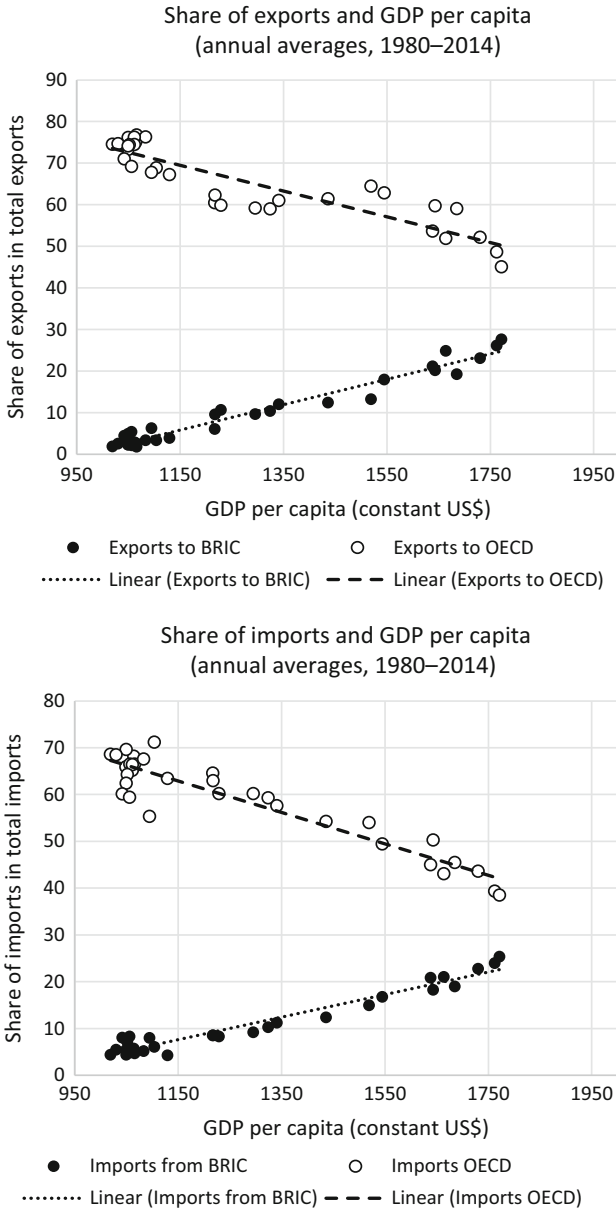 Share of exports and GDP per capita
(annual averages, 1980–2014)
Share of exports in total exports
90
80
70
60
50
40
30
20
10
0
950 1150 1350 1550 1750 1950
GDP per capita (constant US$)
Exports to BRIC Exports to OECD
Linear (Exports to BRIC) Linear (Exports to OECD)
Share of imports and GDP per capita
(annual averages, 1980–2014)
Share of imports in total imports
80
70
60
50
40
30
20
10
0
950 1150 1350 1550 1750 1950
GDP per capita (constant US$)
Imports from BRIC Imports OECD
Linear (Imports from BRIC) Linear (Imports OECD)